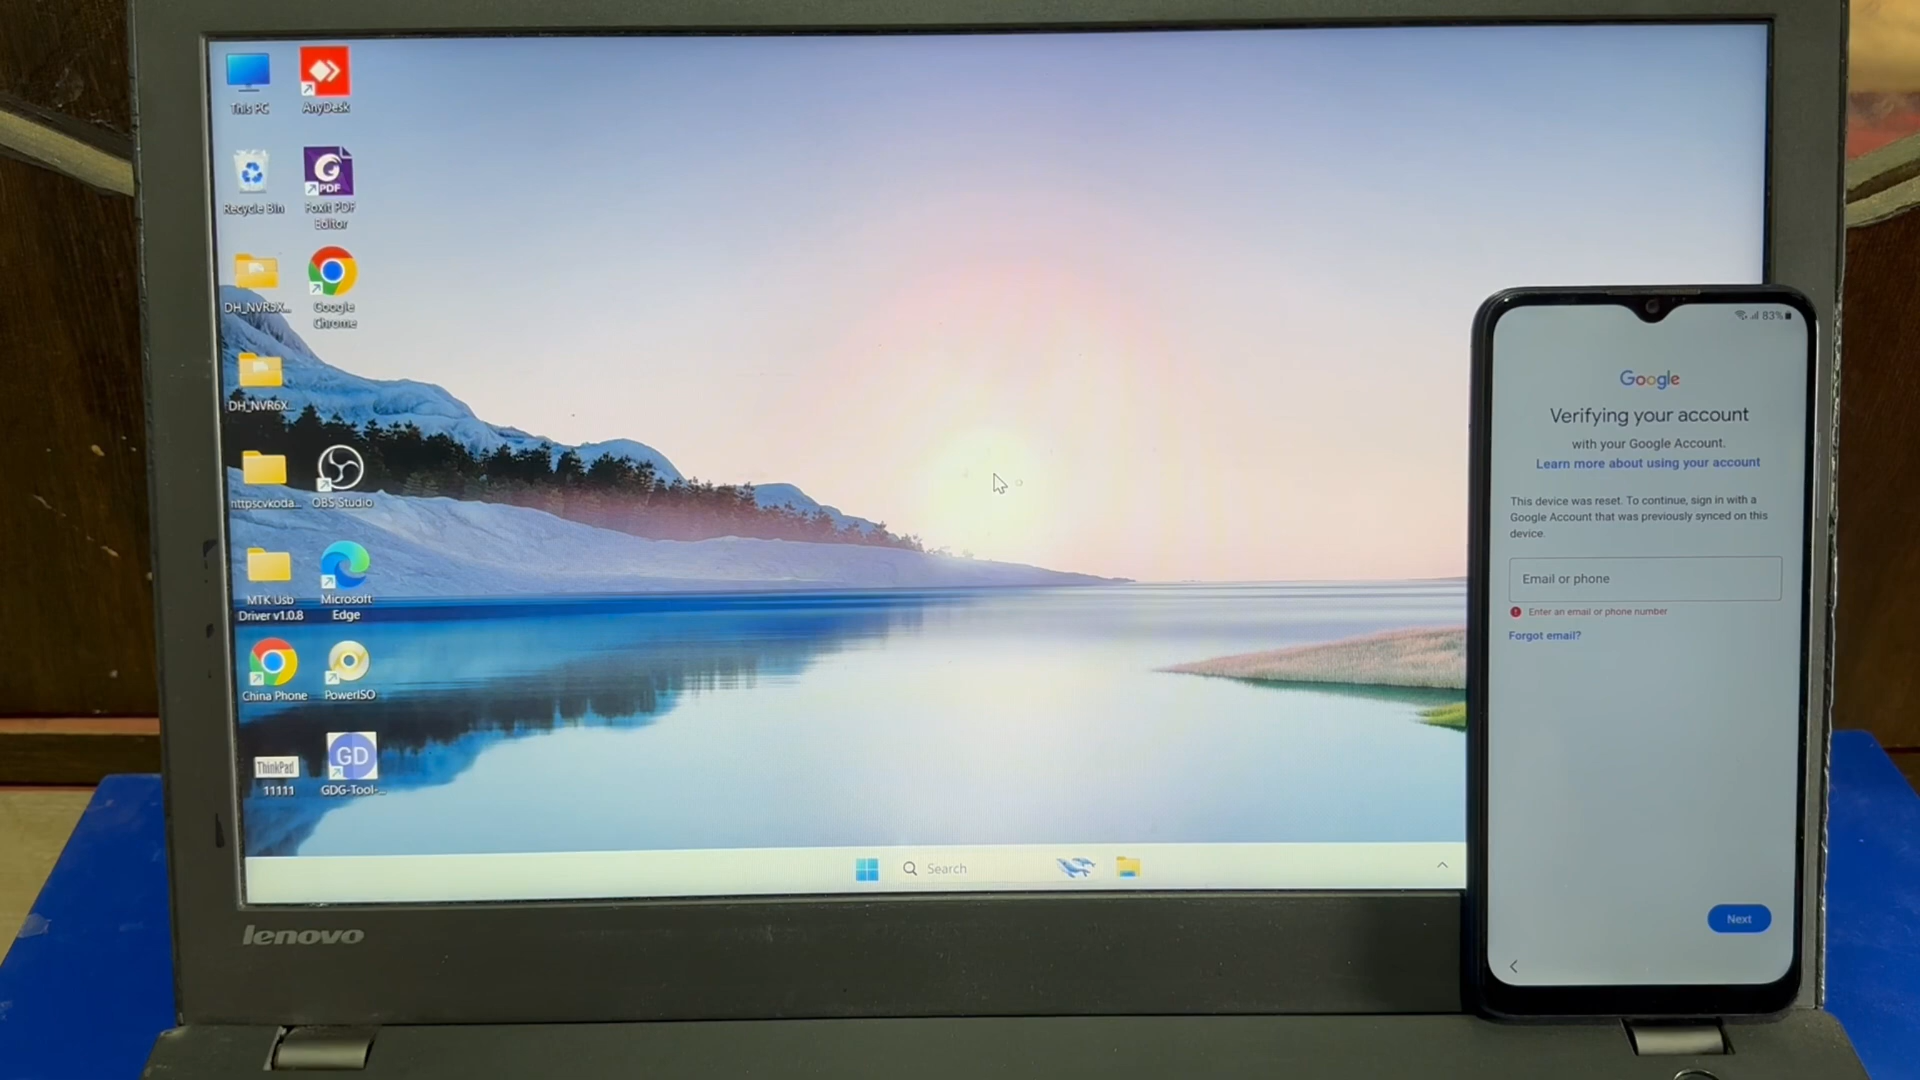 This PC
AnyDesk
PDF
Recycle Bin
Foxit PDF
Editor
DH_NVR5X...
Google
Chrome
DH_NVR6X...
httpscvkoda...
OBS Studio
MTK Usb
Driver v1.0.8
Microsoft
Edge
China Phone
PowerISO
ThinkPad
11111
GD
GDG-Tool-...
Search
lenovo
83%
Google
Verifying your account
with your Google Account.
Learn more about using your account
This device was reset. To continue, sign in with a
Google Account that was previously synced on this
device.
Email or phone
Enter an email or phone number
Forgot email?
Next